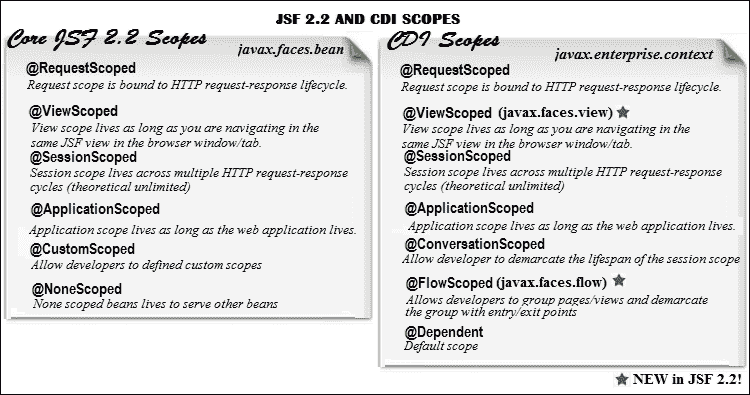 JSF 2.2 AND CDI SCOPES
Core JSF 2.2 Scopes
javax.faces.bean
@RequestScoped
Request scope is bound to HTTP request-response lifecycle.
@ViewScoped
View scope lives as long as you are navigating in the
same JSF view in the browser window/tab.
@SessionScoped
Session scope lives across multiple HTTP request-response
cycles (theoretical unlimited)
@ApplicationScoped
Application scope lives as long as the web application lives.
@CustomScoped
Allow developers to defined custom scopes
@NoneScoped
None scoped beans lives to serve other beans
CDI Scopes
javax.enterprise.context
@RequestScoped
Request scope is bound to HTTP request-response lifecycle.
@ViewScoped (javax.faces.view)
View scope lives as long as you are navigating in the
same JSF view in the browser window/tab.
@SessionScoped
Session scope lives across multiple HTTP request-response
cycles (theoretical unlimited)
@ApplicationScoped
Application scope lives as long as the web application lives.
@ConversationScoped
Allow developer to demarcate the lifespan of the session scope
@FlowScoped (javax.faces.flow)
Allows developers to group pages/views and demarcate
the group with entry/exit points
@Dependent
Default scope
NEW in JSF 2.2!